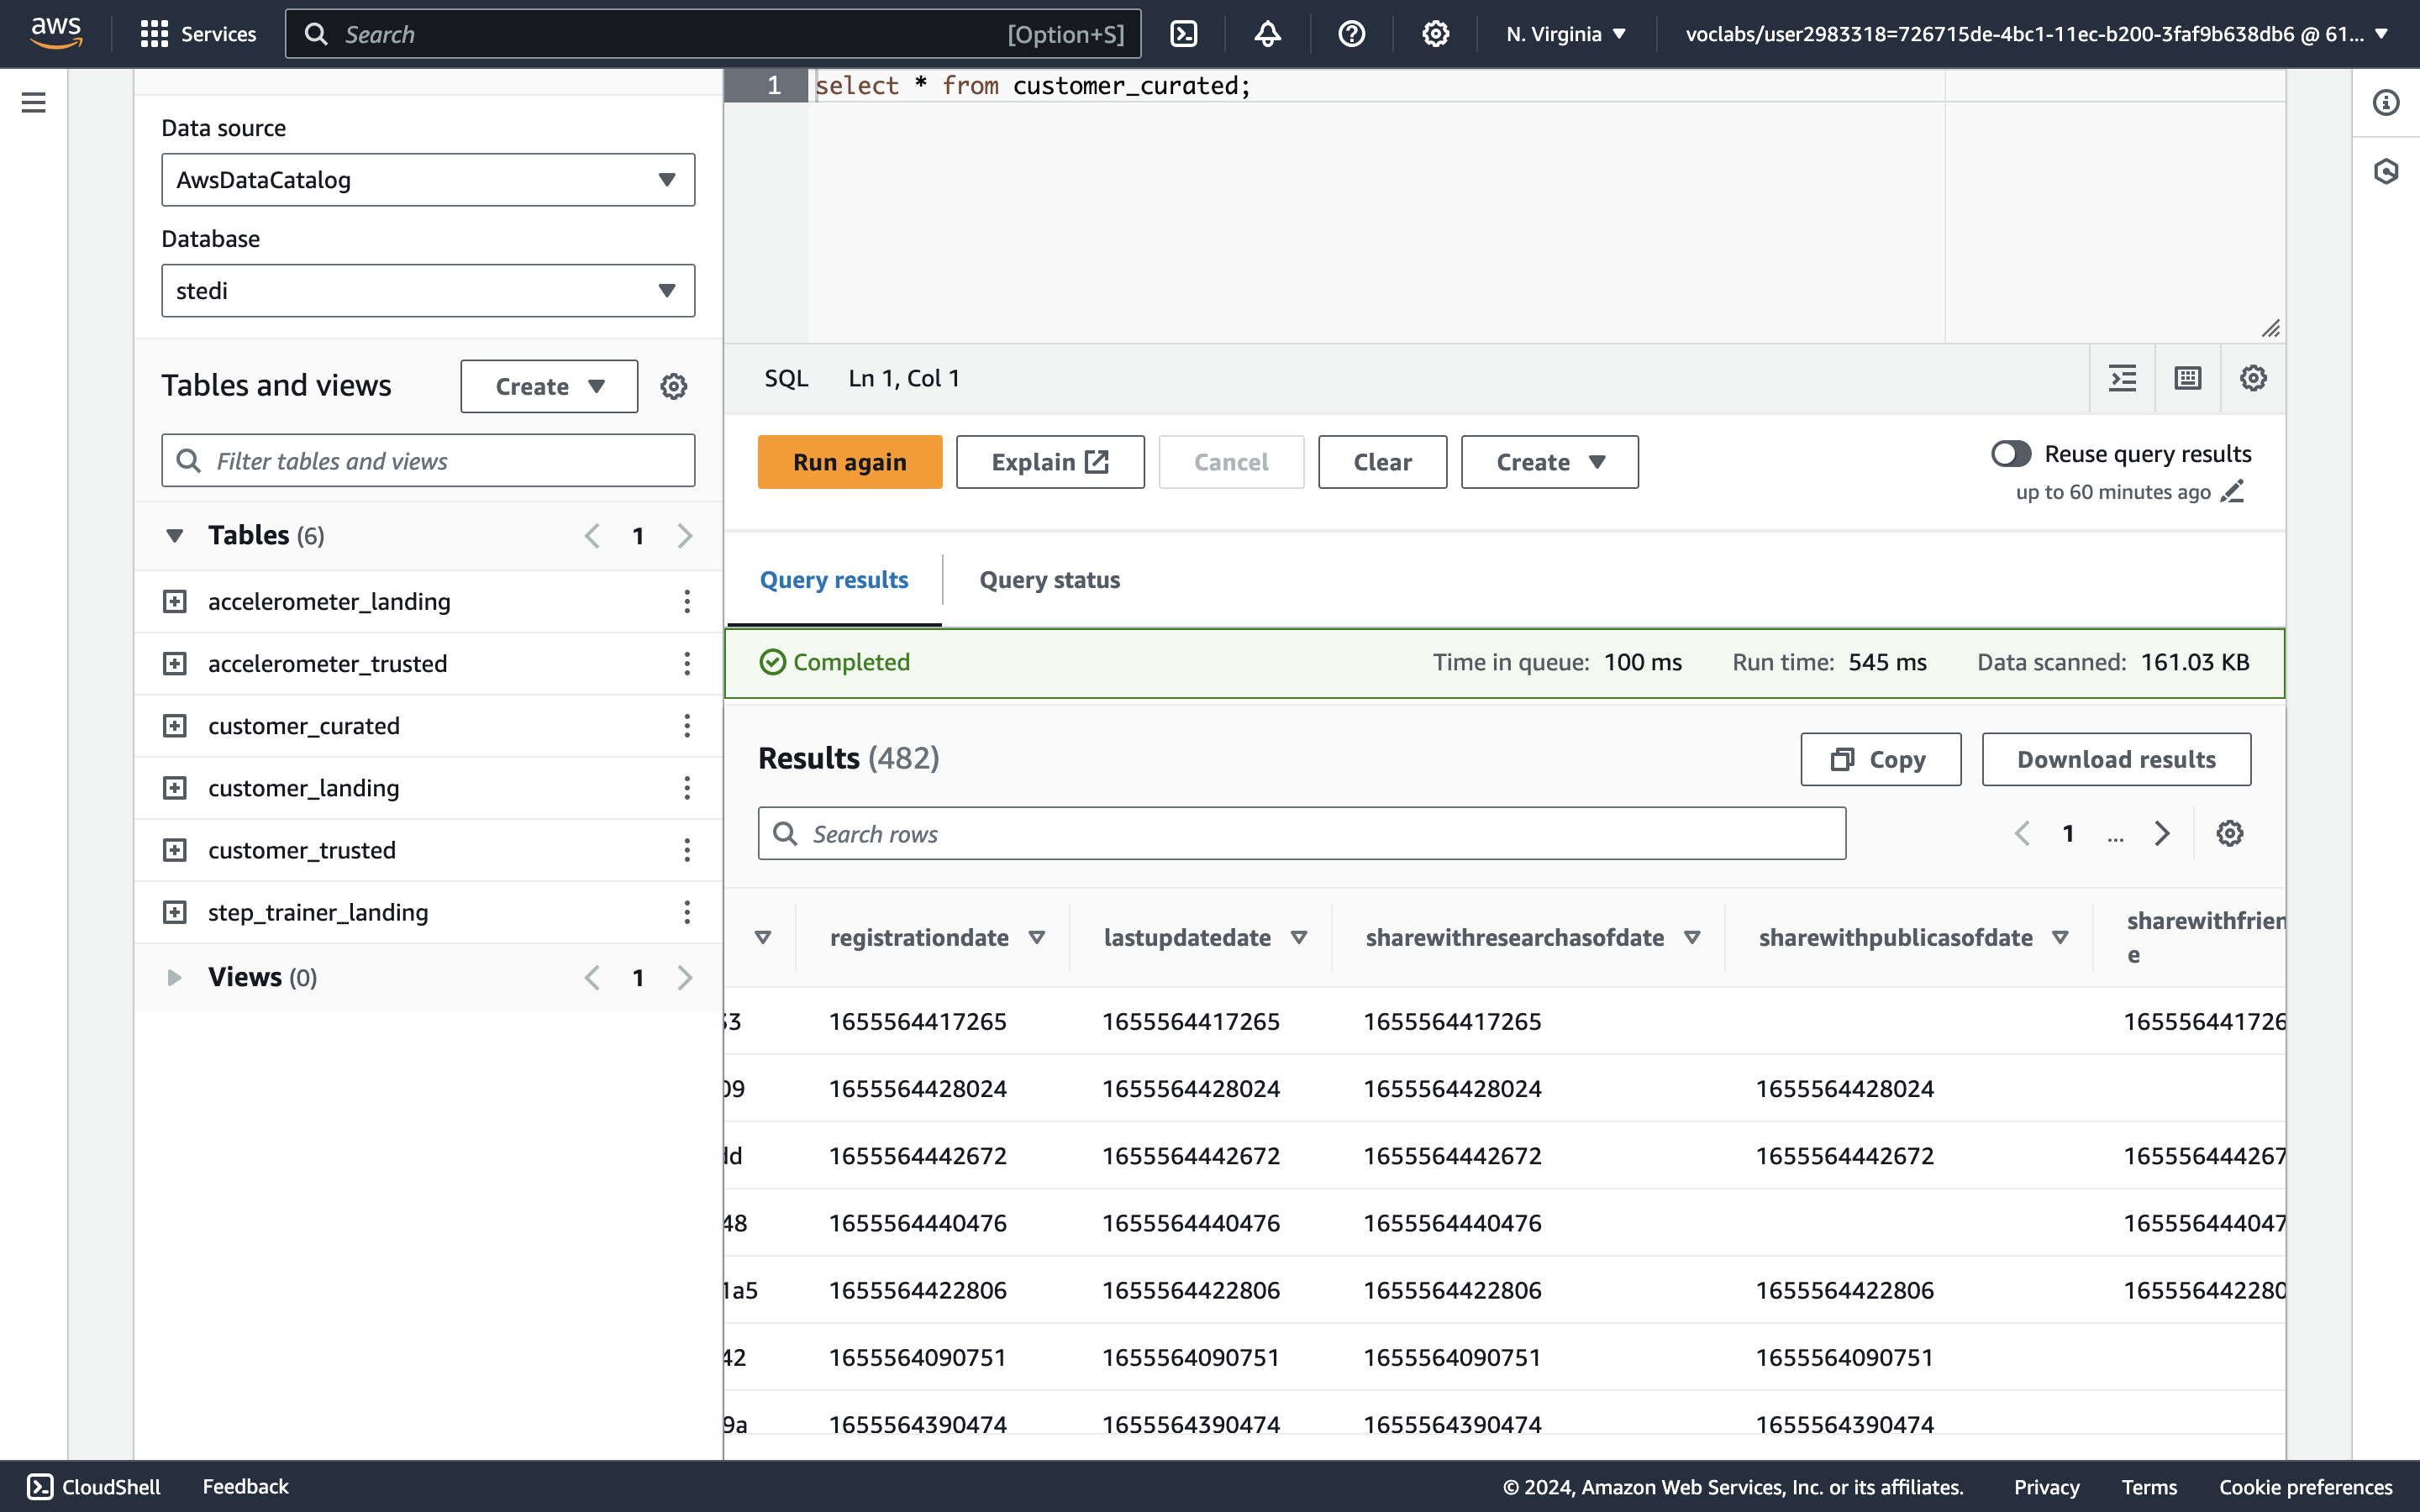 aws
Services
Search
[Option+S]
N. Virginia
voclabs/user2983318=726715de-4bc1-11ec-b200-3faf9b638db6 @ 61...
Data source
AwsDataCatalog
Database
stedi
Tables and views
Create
Filter tables and views
Tables (6)
1
accelerometer_landing
accelerometer_trusted
customer_curated
customer_landing
customer_trusted
step_trainer_landing
Views (0)
1
1 select * from customer_curated;
SQL Ln 1, Col 1
Run again Explain Cancel Clear Create
Reuse query results
up to 60 minutes ago
Query results Query status
Completed Time in queue: 100 ms Run time: 545 ms Data scanned: 161.03 KB
Results (482)
Copy Download results
Search rows
1 ...
registrationdate lastupdatedate sharewithresearchasofdate sharewithpublicasofdate sharewithfrien
e
1655564417265 1655564417265 1655564417265 165556441726
09 1655564428024 1655564428024 1655564428024 1655564428024
dd 1655564442672 1655564442672 1655564442672 1655564442672 165556444267
48 1655564440476 1655564440476 1655564440476 165556444047
1a5 1655564422806 1655564422806 1655564422806 1655564422806 165556442280
42 1655564090751 1655564090751 1655564090751 1655564090751
9a 1655564390474 1655564390474 1655564390474 1655564390474
CloudShell Feedback
© 2024, Amazon Web Services, Inc. or its affiliates. Privacy Terms Cookie preferences